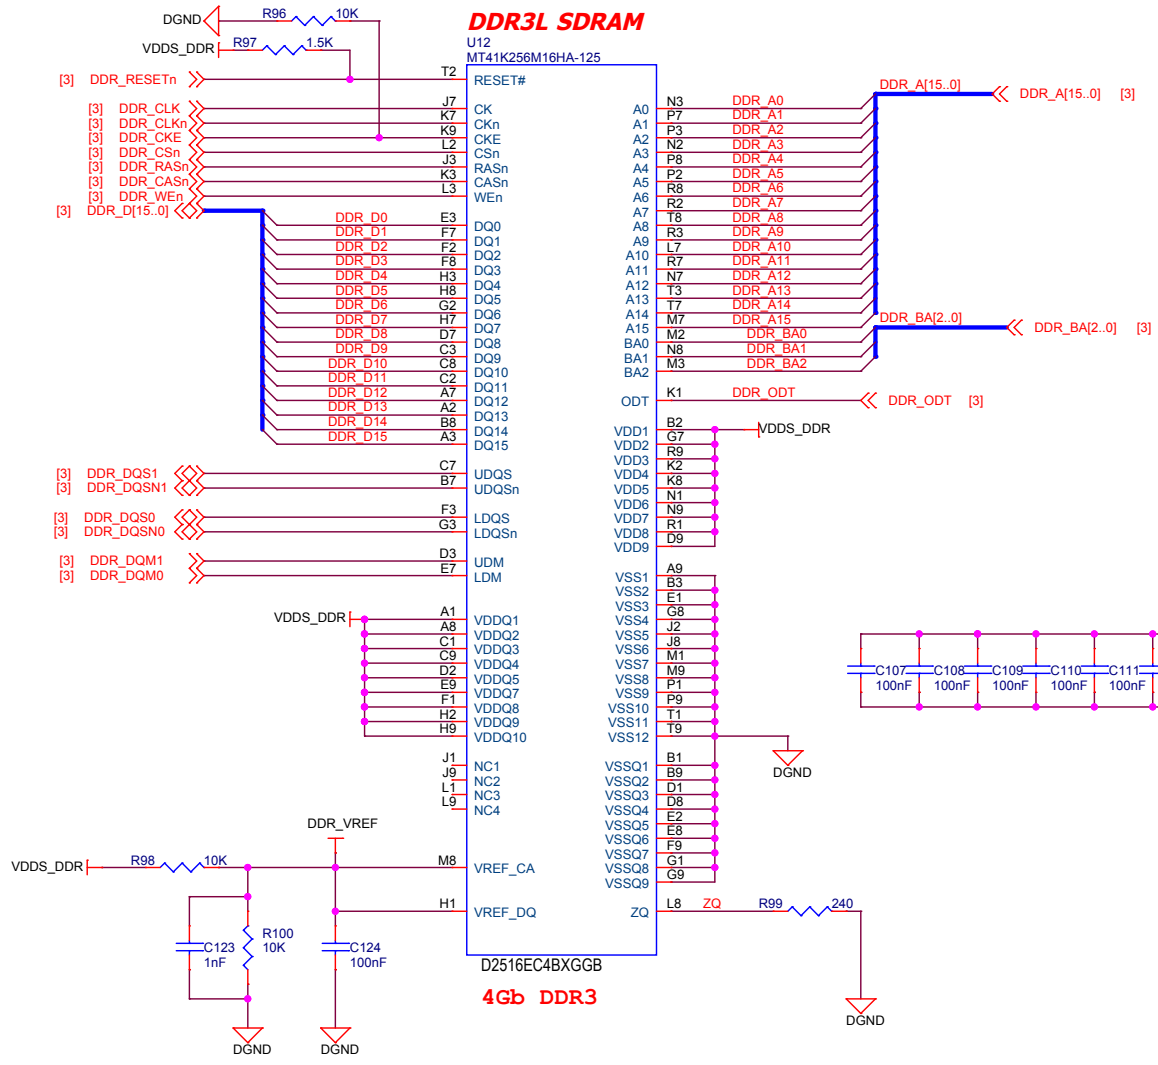 DDR3L SDRAM
U12
MT41K256M16HA-125
DGND R96 10K
VDDS_DDR R97 1.5K
[3] DDR_RESETn T2 RESET#
[3] DDR_CLK J7 CK
[3] DDR_CLKn K7 CKn
[3] DDR_CKE K9 CKE
[3] DDR_CSn L2 CSn
[3] DDR_RASn J3 RASn
[3] DDR_CASn K3 CASn
[3] DDR_WEn L3 WEn
[3] DDR_D[15..0]
DDR_D0 E3 DQ0
DDR_D1 F7 DQ1
DDR_D2 F2 DQ2
DDR_D3 F8 DQ3
DDR_D4 H3 DQ4
DDR_D5 H8 DQ5
DDR_D6 G2 DQ6
DDR_D7 H7 DQ7
DDR_D8 D7 DQ8
DDR_D9 C3 DQ9
DDR_D10 C8 DQ10
DDR_D11 C2 DQ11
DDR_D12 A7 DQ12
DDR_D13 A2 DQ13
DDR_D14 B8 DQ14
DDR_D15 A3 DQ15
[3] DDR_DQS1 C7 UDQS
[3] DDR_DQSN1 B7 UDQSn
[3] DDR_DQS0 F3 LDQS
[3] DDR_DQSN0 G3 LDQSn
[3] DDR_DQM1 D3 UDM
[3] DDR_DQM0 E7 LDM
VDDS_DDR A1 VDDQ1
A8 VDDQ2
C1 VDDQ3
C9 VDDQ4
D2 VDDQ5
E9 VDDQ7
F1 VDDQ8
H2 VDDQ9
H9 VDDQ10
J1 NC1
J9 NC2
L1 NC3
L9 NC4
DDR_VREF
VDDS_DDR R98 10K M8 VREF_CA
H1 VREF_DQ
C123
1nF
R100
10K
C124
100nF
DGND
DGND
DDR_A[15..0] DDR_A[15..0] [3]
A0 N3 DDR_A0
A1 P7 DDR_A1
A2 P3 DDR_A2
A3 N2 DDR_A3
A4 P8 DDR_A4
A5 P2 DDR_A5
A6 R8 DDR_A6
A7 R2 DDR_A7
A8 T8 DDR_A8
A9 R3 DDR_A9
A10 L7 DDR_A10
A11 R7 DDR_A11
A12 N7 DDR_A12
A13 T3 DDR_A13
A14 T7 DDR_A14
A15 M7 DDR_A15
DDR_BA[2..0] DDR_BA[2..0] [3]
BA0 M2 DDR_BA0
BA1 N8 DDR_BA1
BA2 M3 DDR_BA2
ODT K1 DDR_ODT DDR_ODT [3]
VDD1 B2 VDDS_DDR
VDD2 G7
VDD3 R9
VDD4 K2
VDD5 K8
VDD6 N1
VDD7 N9
VDD8 R1
VDD9 D9
VSS1 A9
VSS2 B3
VSS3 E1
VSS4 G8
VSS5 J2
VSS6 J8
VSS7 M1
VSS8 M9
VSS9 P1
VSS10 P9
VSS11 T1
VSS12 T9
DGND
VSSQ1 B1
VSSQ2 B9
VSSQ3 D1
VSSQ4 D8
VSSQ5 E2
VSSQ6 E8
VSSQ7 F9
VSSQ8 G1
VSSQ9 G9
ZQ L8 ZQ R99 240
DGND
C107 C108 C109 C110 C111
100nF 100nF 100nF 100nF 100nF
D2516EC4BXGGB
4Gb DDR3